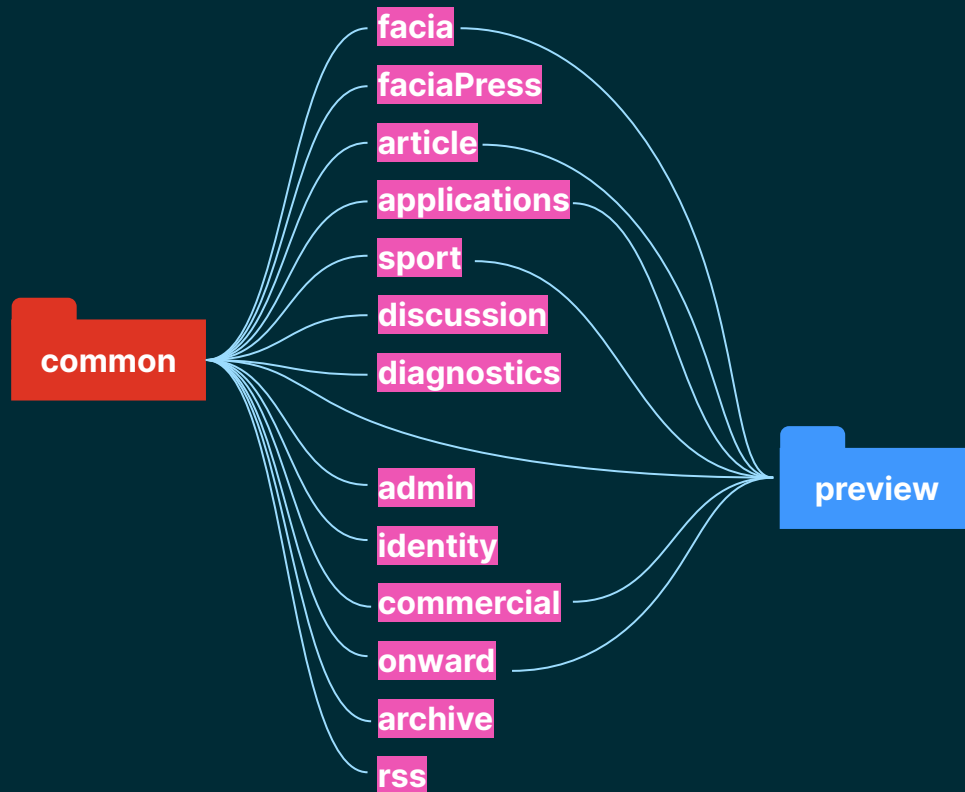 facia
faciaPress
article
applications
sport
discussion
common
diagnostics
admin
preview
identity
commercial
onward
archive
rss